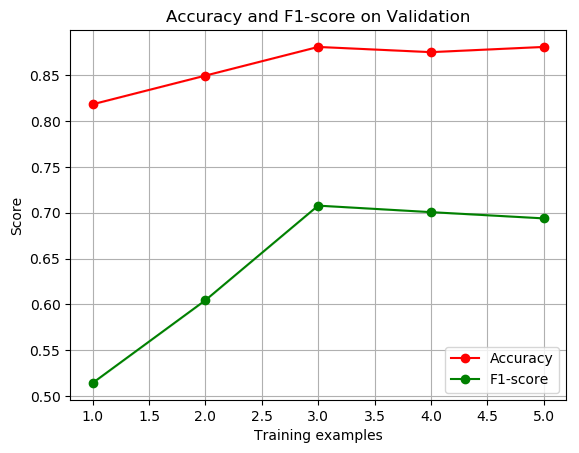 Accuracy and F1-score on Validation
Score
0.85
0.80
0.75
0.70
0.65
0.60
0.55
0.50
Accuracy
F1-score
1.0 1.5 2.0 2.5 3.0 3.5 4.0 4.5 5.0
Training examples